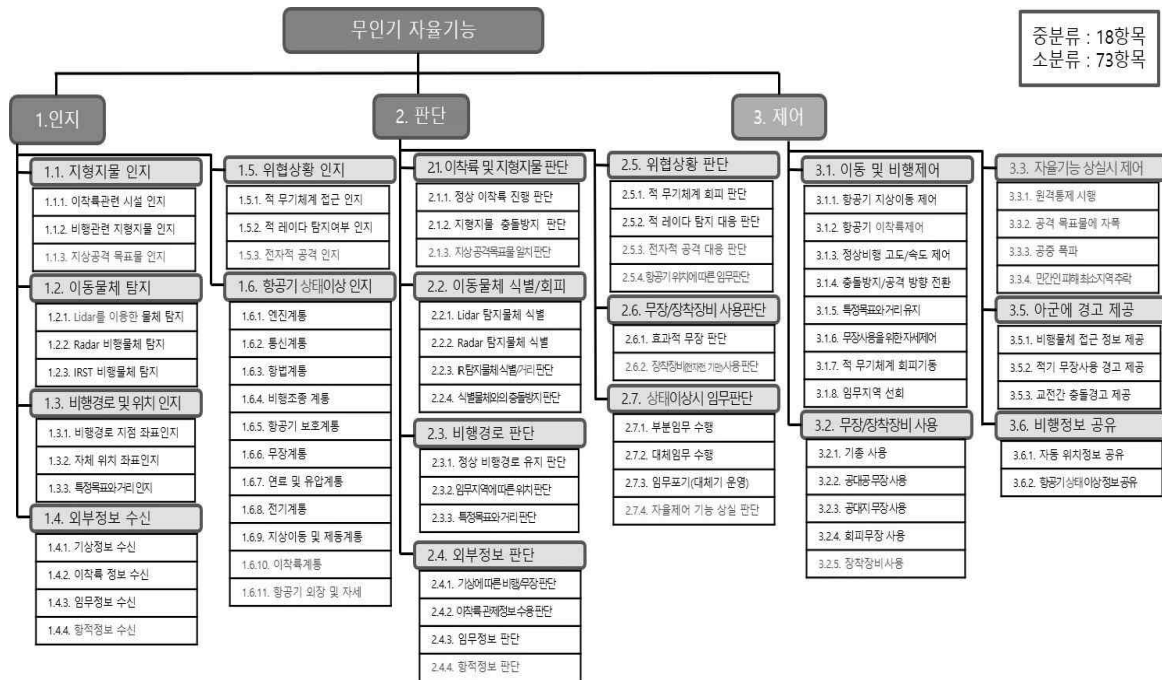 무인기 자율기능
중분류 : 18항목
소분류 : 73항목
1.인지
1.1. 지형지물 인지
1.1.1. 이착륙관련 시설 인지
1.1.2. 비행관련 지형지물 인지
1.1.3. 지상공격 목표물 인지
1.2. 이동물체 탐지
1.2.1. Lidar를 이용한 물체 탐지
1.2.2. Radar 비행물체 탐지
1.2.3. IRST 비행물체 탐지
1.3. 비행경로 및 위치 인지
1.3.1. 비행경로 지점 좌표인지
1.3.2. 자체 위치 좌표인지
1.3.3. 특정목표와 거리 인지
1.4. 외부정보 수신
1.4.1. 기상정보 수신
1.4.2. 이착륙 정보 수신
1.4.3. 임무정보 수신
1.4.4. 항적정보 수신
1.5. 위협상황 인지
1.5.1. 적 무기체계 접근 인지
1.5.2. 적 레이다 탐지여부 인지
1.5.3. 전자적 공격 인지
1.6. 항공기 상태이상 인지
1.6.1. 엔진계통
1.6.2. 통신계통
1.6.3. 항법계통
1.6.4. 비행조종 계통
1.6.5. 항공기 보호계통
1.6.6. 무장계통
1.6.7. 연료 및 유압계통
1.6.8. 전기계통
1.6.9. 지상이동 및 제동계통
1.6.10. 이착륙계통
1.6.11. 항공기 외장 및 자세
2. 판단
2.1. 이착륙 및 지형지물 판단
2.1.1. 정상 이착륙 진행 판단
2.1.2. 지형지물 충돌방지 판단
2.1.3. 지상 공격목표물 일치 판단
2.2. 이동물체 식별/회피
2.2.1. Lidar 탐지물체 식별
2.2.2. Radar 탐지물체 식별
2.2.3. IR탐지물체 식별/거리 판단
2.2.4. 식별물체와의 충돌방지 판단
2.3. 비행경로 판단
2.3.1. 정상 비행경로 유지 판단
2.3.2. 임무지역에 따른 위치 판단
2.3.3. 특정목표와 거리 판단
2.4. 외부정보 판단
2.4.1. 기상에 따른 비행/무장 판단
2.4.2. 이착륙 관제정보 수용 판단
2.4.3. 임무정보 판단
2.4.4. 항적정보 판단
2.5. 위협상황 판단
2.5.1. 적 무기체계 회피 판단
2.5.2. 적 레이다 탐지 대응 판단
2.5.3. 전자적 공격 대응 판단
2.5.4. 항공기 위치에 따른 임무판단
2.6. 무장/장착장비 사용판단
2.6.1. 효과적 무장 판단
2.6.2. 장착장비(전자전, 기만)사용 판단
2.7. 상태이상시 임무판단
2.7.1. 부분임무 수행
2.7.2. 대체임무 수행
2.7.3. 임무포기(대체기 운영)
2.7.4. 자율제어 기능 상실 판단
3. 제어
3.1. 이동 및 비행제어
3.1.1. 항공기 지상이동 제어
3.1.2. 항공기 이착륙제어
3.1.3. 정상비행 고도/속도 제어
3.1.4. 충돌방지/공격 방향 전환
3.1.5. 특정목표와 거리 유지
3.1.6. 무장사용을 위한 자세제어
3.1.7. 적 무기체계 회피기동
3.1.8. 임무지역 선회
3.2. 무장/장착장비 사용
3.2.1. 기총 사용
3.2.2. 공대공 무장 사용
3.2.3. 공대지 무장 사용
3.2.4. 회피무장 사용
3.2.5. 장착장비 사용
3.3. 자율기능 상실시 제어
3.3.1. 원격통제 시행
3.3.2. 공격 목표물에 자폭
3.3.3. 공중 폭파
3.3.4. 민간인 피해 최소지역 추락
3.5. 아군에 경고 제공
3.5.1. 비행물체 접근 정보 제공
3.5.2. 적기 무장사용 경고 제공
3.5.3. 교전간 충돌경고 제공
3.6. 비행정보 공유
3.6.1. 자동 위치정보 공유
3.6.2. 항공기 상태 이상 정보 공유